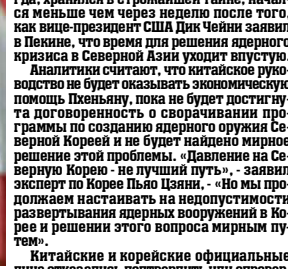 гда, хранился в строжайшей тайне, начал-
ся меньше чем через неделю после того,
как вице-президент США Дик Чейни заявил
в Пекине, что время для решения ядерного
кризиса в Северной Азии уходит впустую.
Аналитики считают, что китайское руко-
водство не будет оказывать экономическую
помощь Пхеньяну, пока не будет достигну-
та договоренность о сворачивании про-
граммы по созданию ядерного оружия Се-
верной Кореей и не будет найдено мирное
решение этой проблемы. «Давление на Се-
верную Корею - не лучший путь», - заявил
эксперт по Корее Пьяо Цзяни, - «Но мы про-
должаем настаивать на недопустимости
развертывания ядерных вооружений в Ко-
рее и решении этого вопроса мирным пу-
тем».
Китайские и корейские официальные